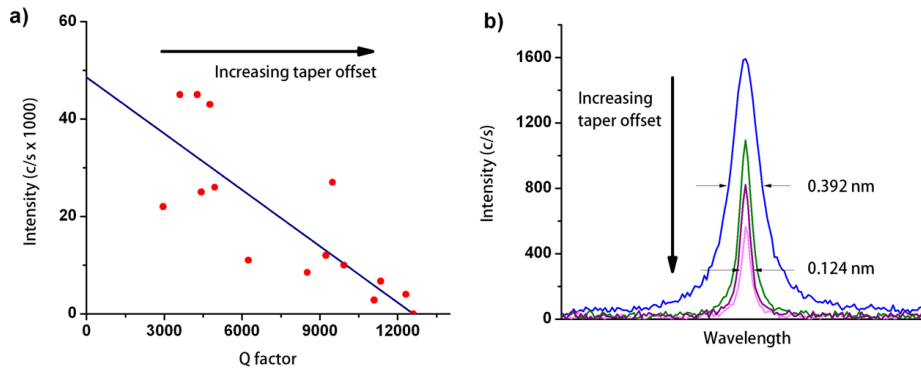 a)
60
40
20
0
Intensity (c/s x 1000)
Increasing taper offset
0
3000
6000
9000
12000
Q factor
b)
1600
1200
800
400
0
Intensity (c/s)
Increasing
taper offset
0.392 nm
0.124 nm
Wavelength